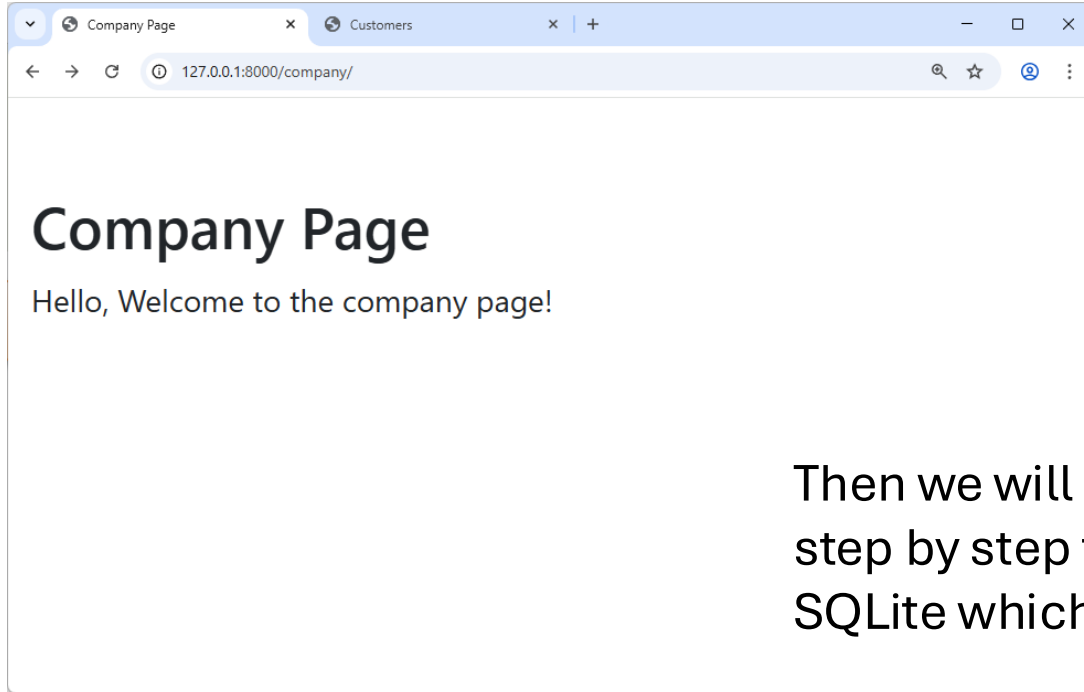 Company Page
Customers
127.0.0.1:8000/company/
Company Page
Hello, Welcome to the company page!
Then we will
step by step
SQLite which